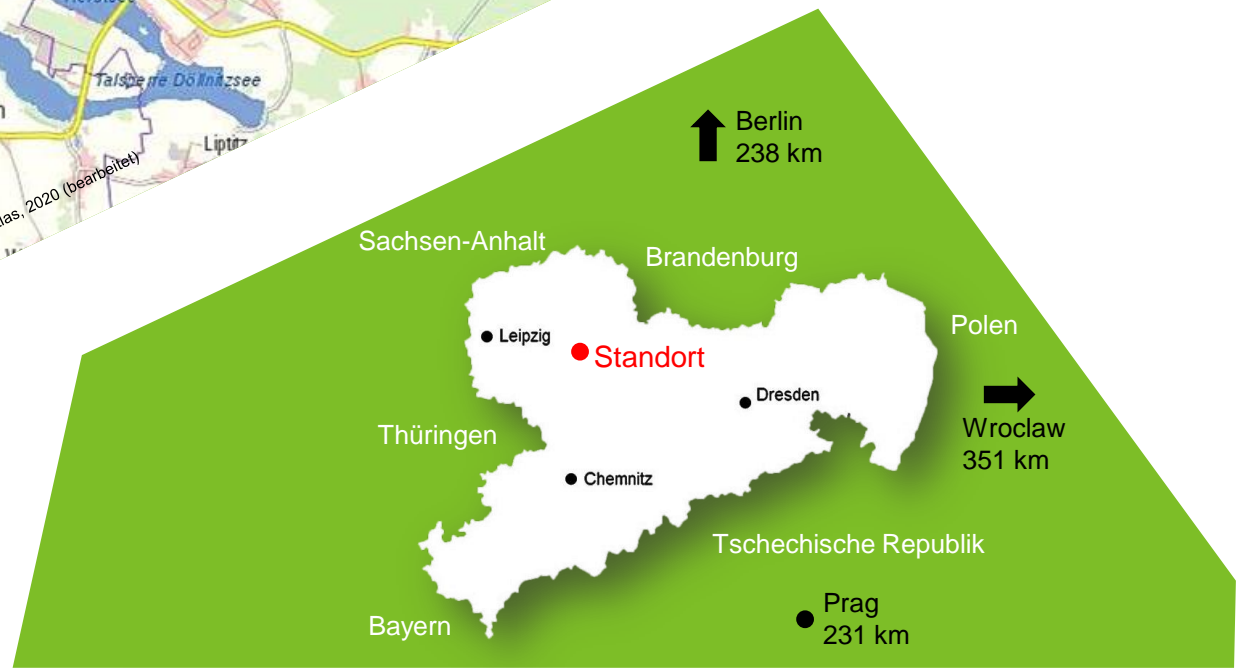 Talsperre Döllnitzsee
Liptitz
2020 (bearbeitet)
Berlin
238 km
Sachsen-Anhalt
Brandenburg
Polen
Leipzig
Standort
Dresden
Wroclaw
351 km
Thüringen
Chemnitz
Tschechische Republik
Prag
231 km
Bayern